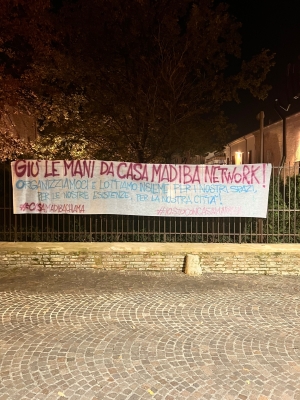 GIÙ LE MANI DA CASA MADIBA NETWORK!
ORGANIZZIAMOCI E LOTTIAMO INSIEME PER I NOSTRI SPAZI,
PER LE NOSTRE ESISTENZE, PER LA NOSTRA CITTÀ!